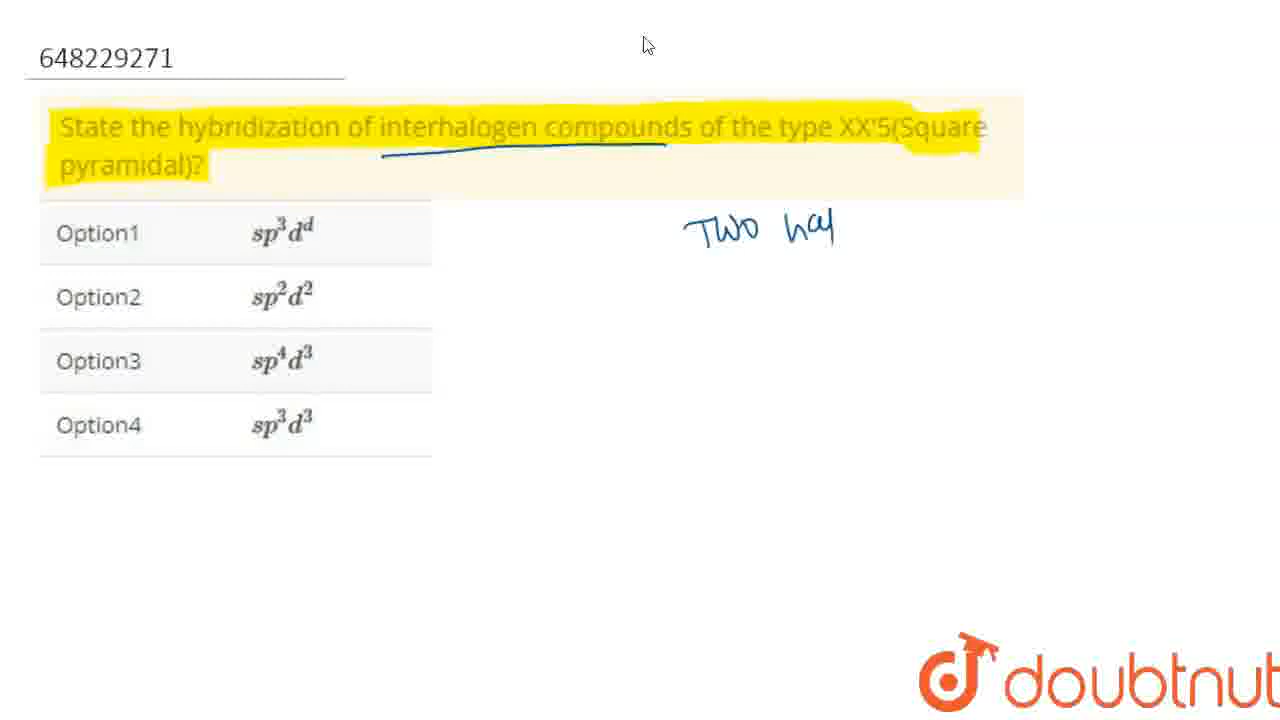 648229271
State the hybridization of interhalogen compounds of the type XX'5(Square
pyramidal)?
Option1 sp³dᵈ
Two hal
Option2 sp²d²
Option3 sp⁴d³
Option4 sp³d³
doubtnut